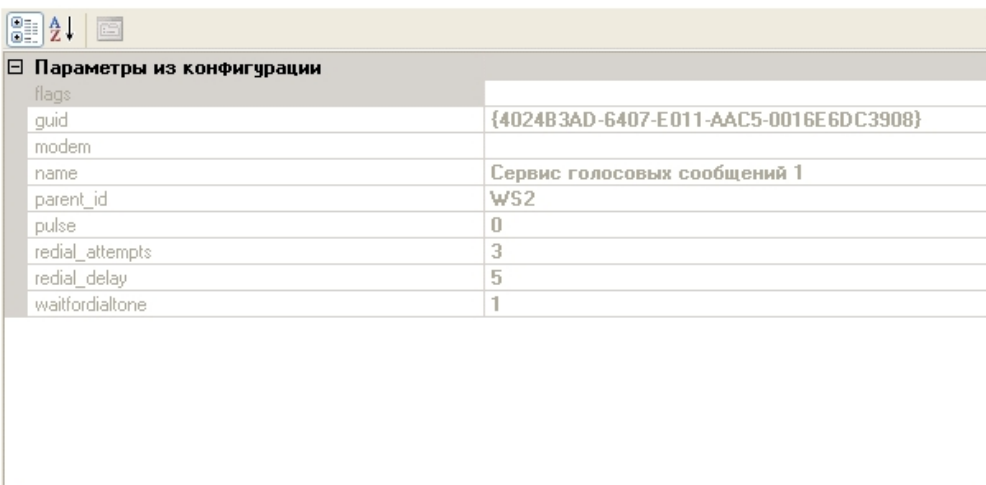 Параметры из конфигурации
flags
guid {4024B3AD-6407-E011-AAC5-0016E6DC3908}
modem
name Сервис голосовых сообщений 1
parent_id WS2
pulse 0
redial_attempts 3
redial_delay 5
waitfordialtone 1